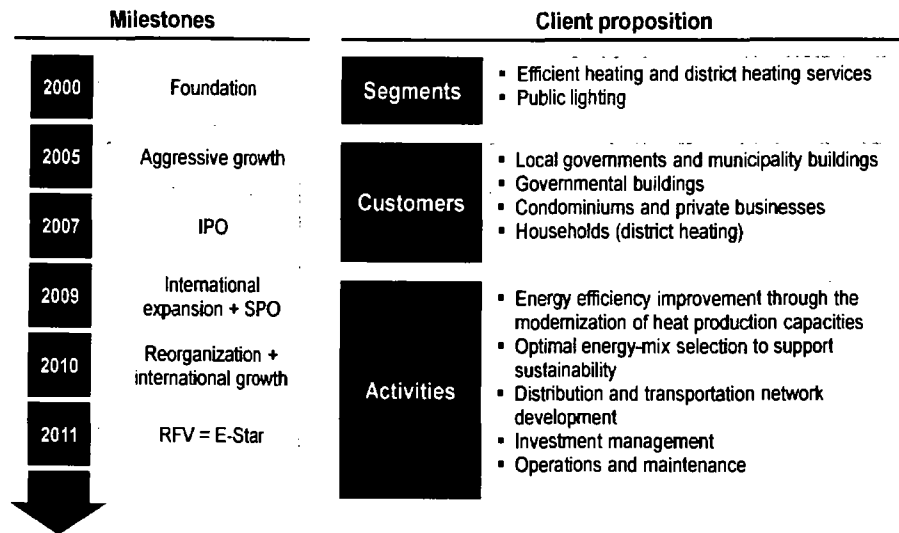 Milestones
2000
Foundation
2005
Aggressive growth
2007
IPO
2009
International
expansion + SPO
2010
Reorganization +
international growth
2011
RFV = E-Star
Client proposition
Segments
▪ Efficient heating and district heating services
▪ Public lighting
Customers
▪ Local governments and municipality buildings
▪ Governmental buildings
▪ Condominiums and private businesses
▪ Households (district heating)
Activities
▪ Energy efficiency improvement through the
modernization of heat production capacities
▪ Optimal energy-mix selection to support
sustainability
▪ Distribution and transportation network
development
▪ Investment management
▪ Operations and maintenance